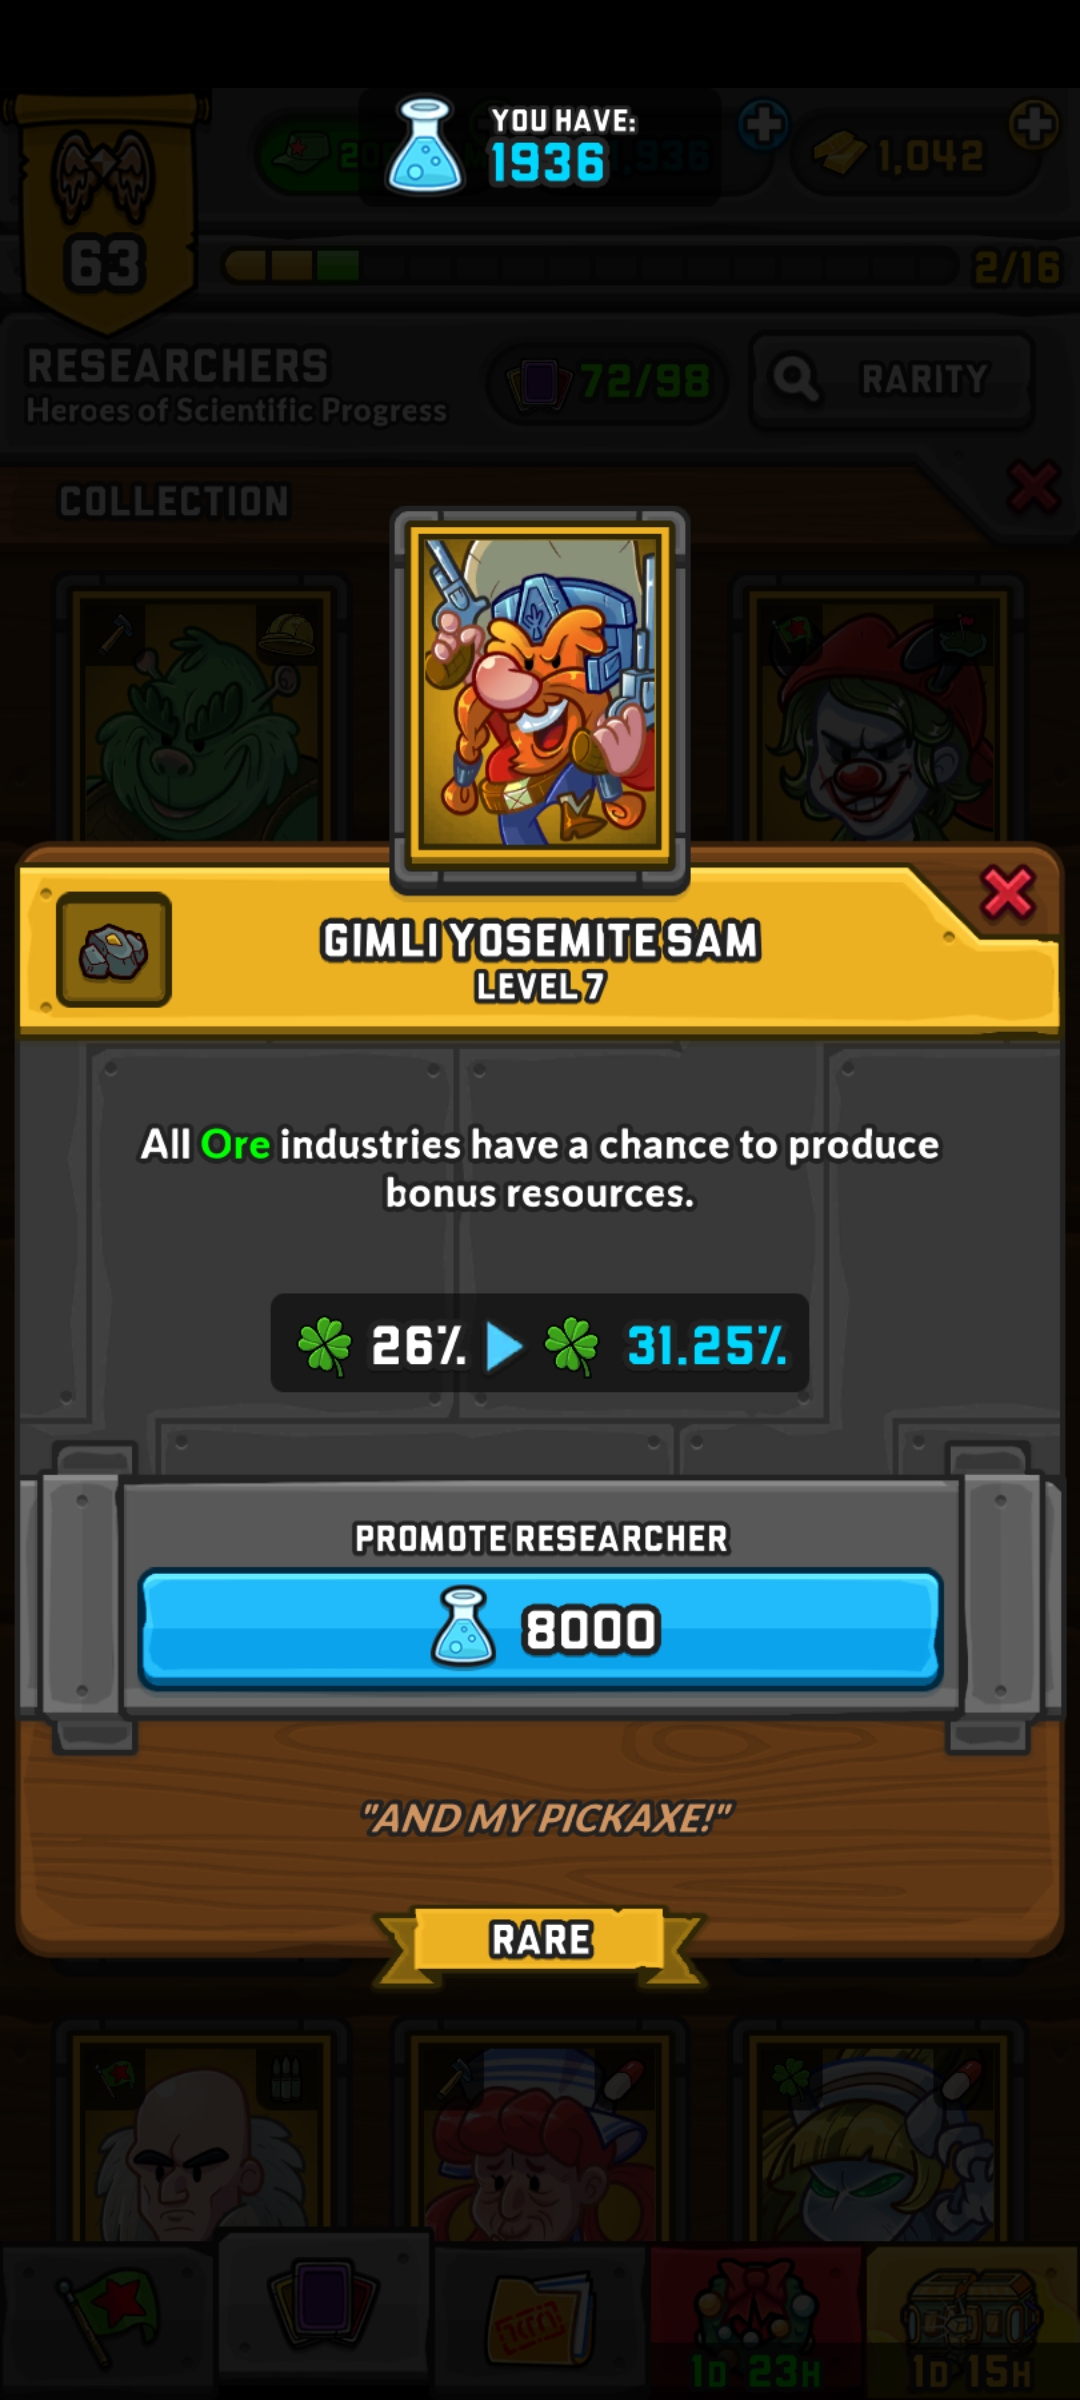 YOU HAVE:
1936
1,042
63
2/16
RESEARCHERS
Heroes of Scientific Progress
72/98
RARITY
COLLECTION
GIMLI YOSEMITE SAM
LEVEL 7
All Ore industries have a chance to produce
bonus resources.
26% 31.25%
PROMOTE RESEARCHER
8000
"AND MY PICKAXE!"
RARE
1D 23H
1D 15H